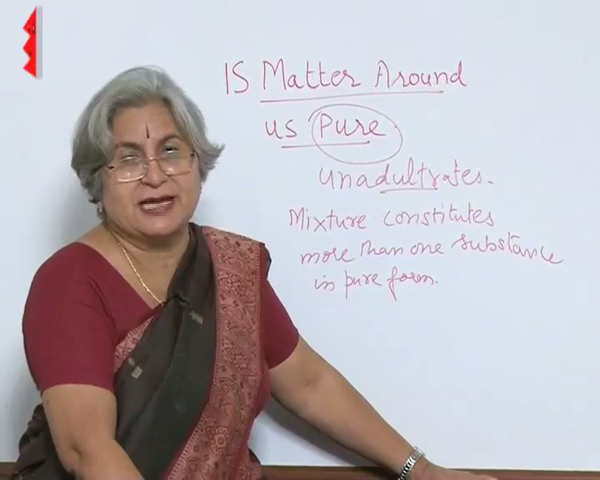 IS Matter Around
us Pure
unadultrates.
Mixture constitutes
more than one substance
in pure form.